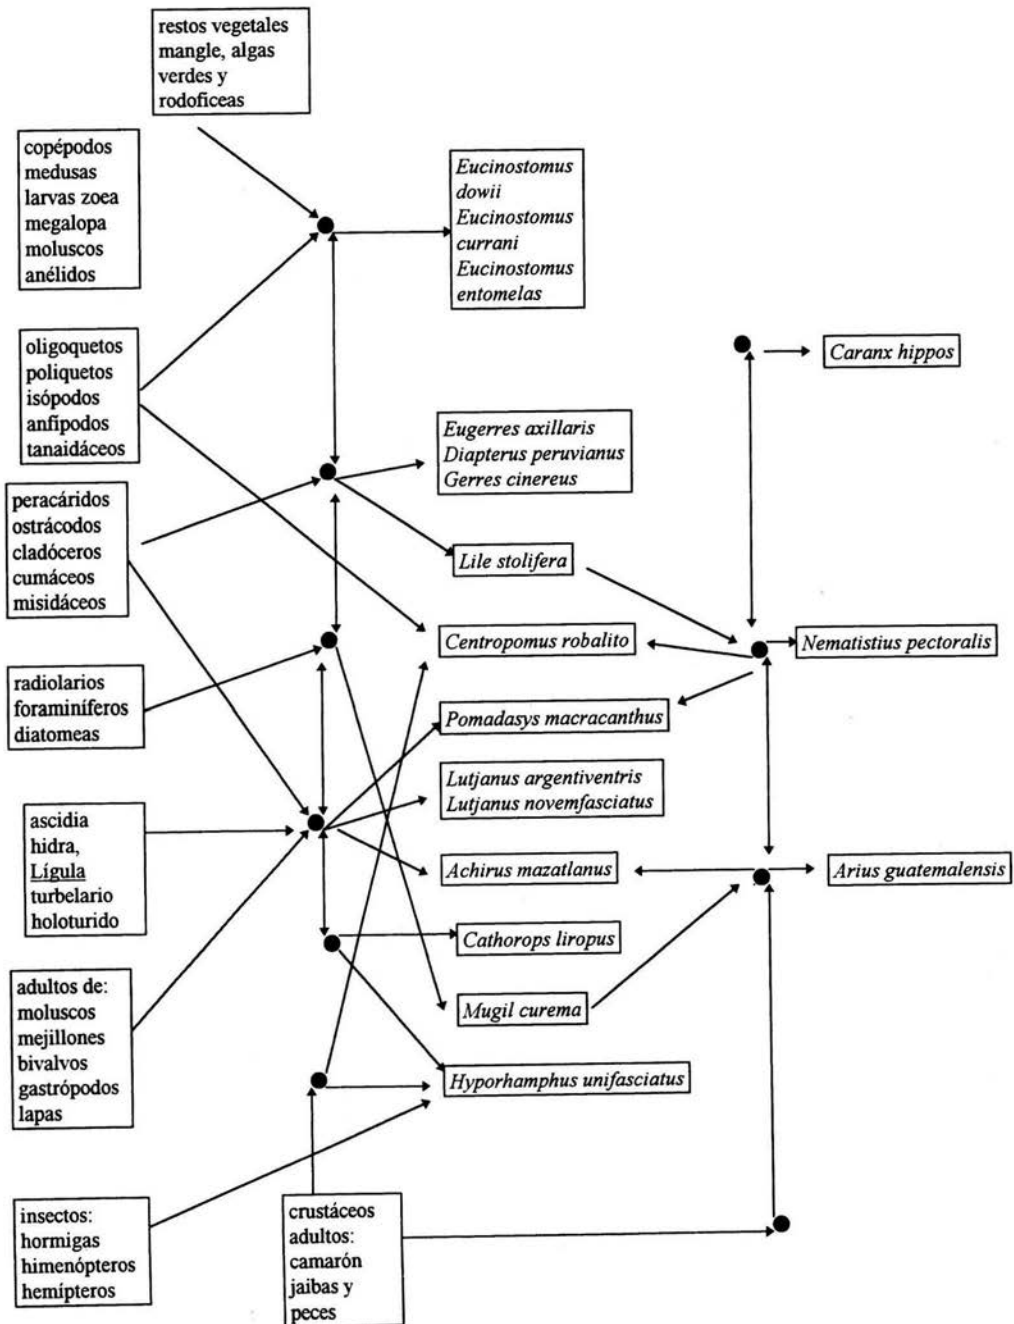 restos vegetales
mangle, algas
verdes y
rodofíceas
copépodos
medusas
larvas zoea
megalopa
moluscos
anélidos
Eucinostomus
dowii
Eucinostomus
currani
Eucinostomus
entomelas
oligoquetos
poliquetos
isópodos
anfípodos
tanaidáceos
Caranx hippos
Eugerres axillaris
Diapterus peruvianus
Gerres cinereus
peracáridos
ostrácodos
cladóceros
cumáceos
misidáceos
Lile stolifera
Centropomus robalito
Nematistius pectoralis
radiolarios
foraminíferos
diatomeas
Pomadasys macracanthus
Lutjanus argentiventris
Lutjanus novemfasciatus
ascidia
hidra,
Lígula
turbelario
holoturido
Achirus mazatlanus
Arius guatemalensis
Cathorops liropus
adultos de:
moluscos
mejillones
bivalvos
gastrópodos
lapas
Mugil curema
Hyporhamphus unifasciatus
insectos:
hormigas
himenópteros
hemípteros
crustáceos
adultos:
camarón
jaibas y
peces